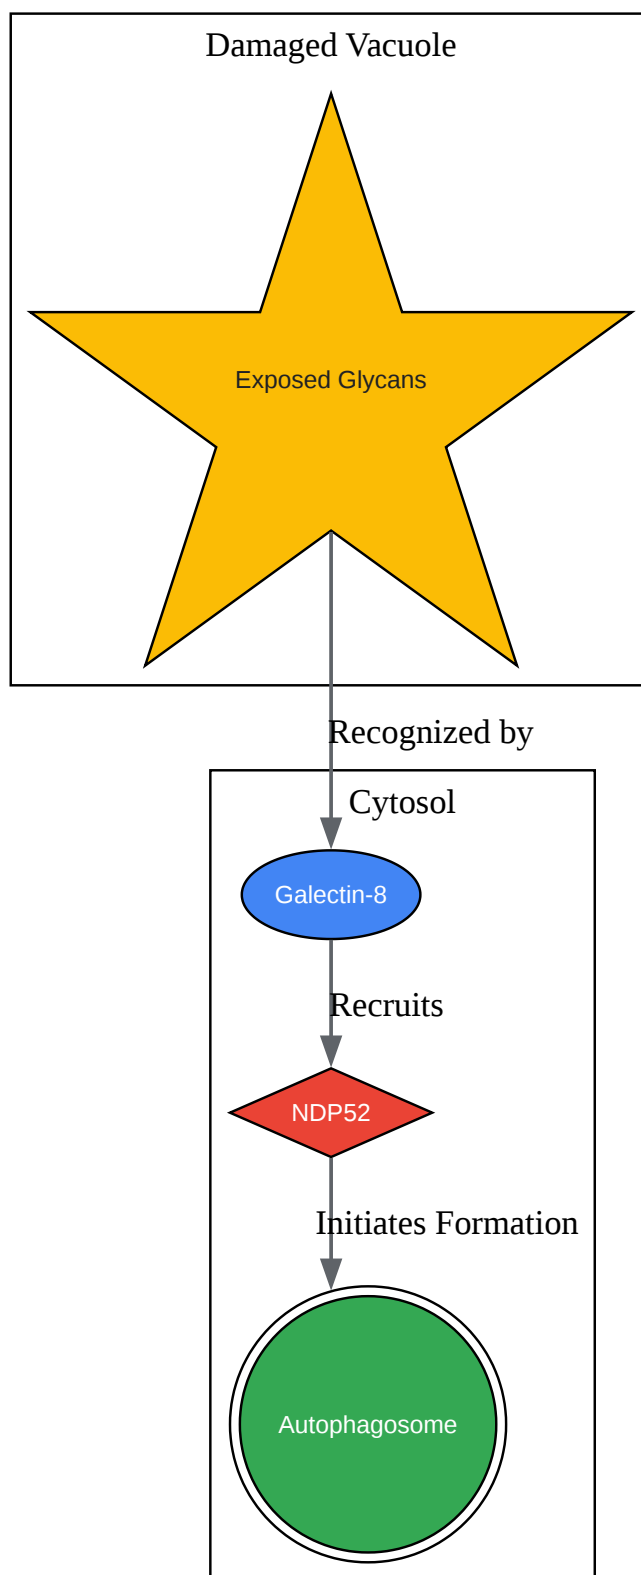 Damaged Vacuole
Exposed Glycans
Recognized by
Cytosol
Galectin-8
Recruits
NDP52
Initiates Formation
Autophagosome